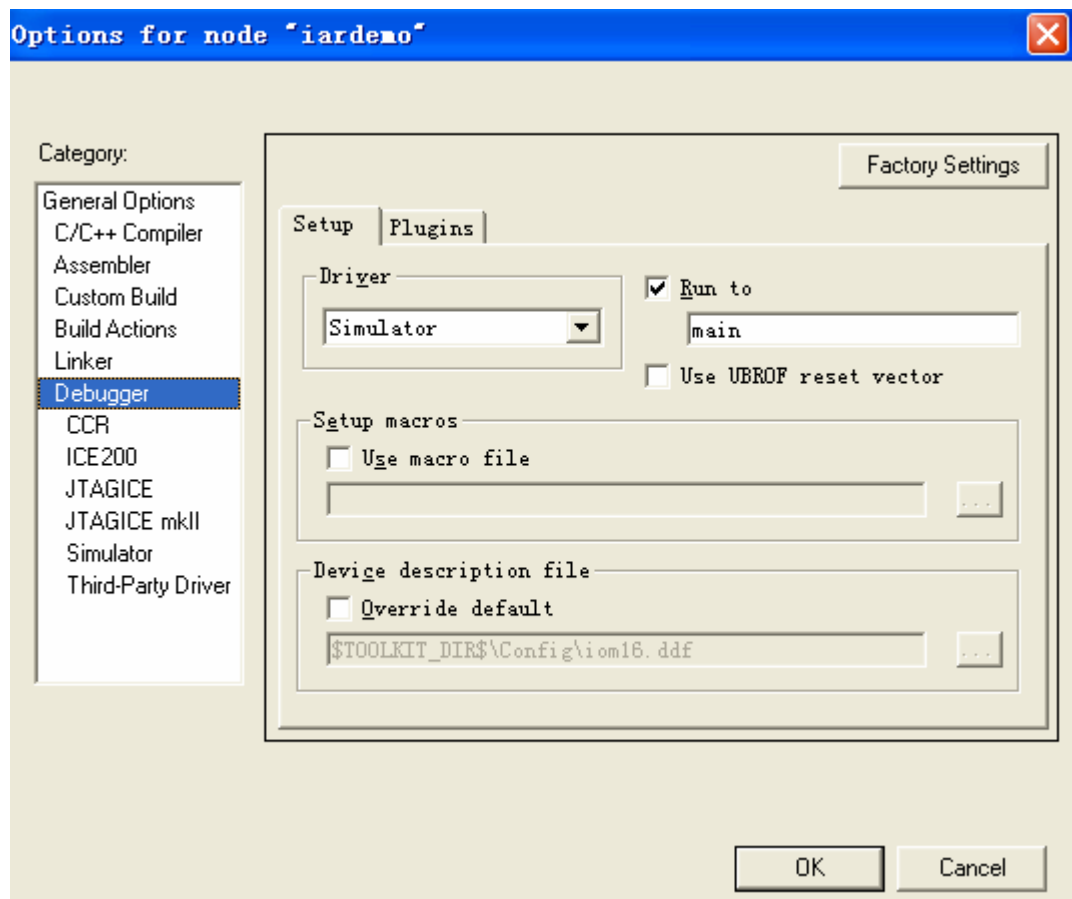 Options for node "iardemo"
Category:
Factory Settings
General Options
C/C++ Compiler
Assembler
Custom Build
Build Actions
Linker
Debugger
CCR
ICE200
JTAGICE
JTAGICE mkII
Simulator
Third-Party Driver
Setup
Plugins
Driver
Simulator
Run to
main
Use UBROF reset vector
Setup macros
Use macro file
...
Device description file
Override default
$TOOLKIT_DIR$\Config\iom16.ddf
...
OK
Cancel